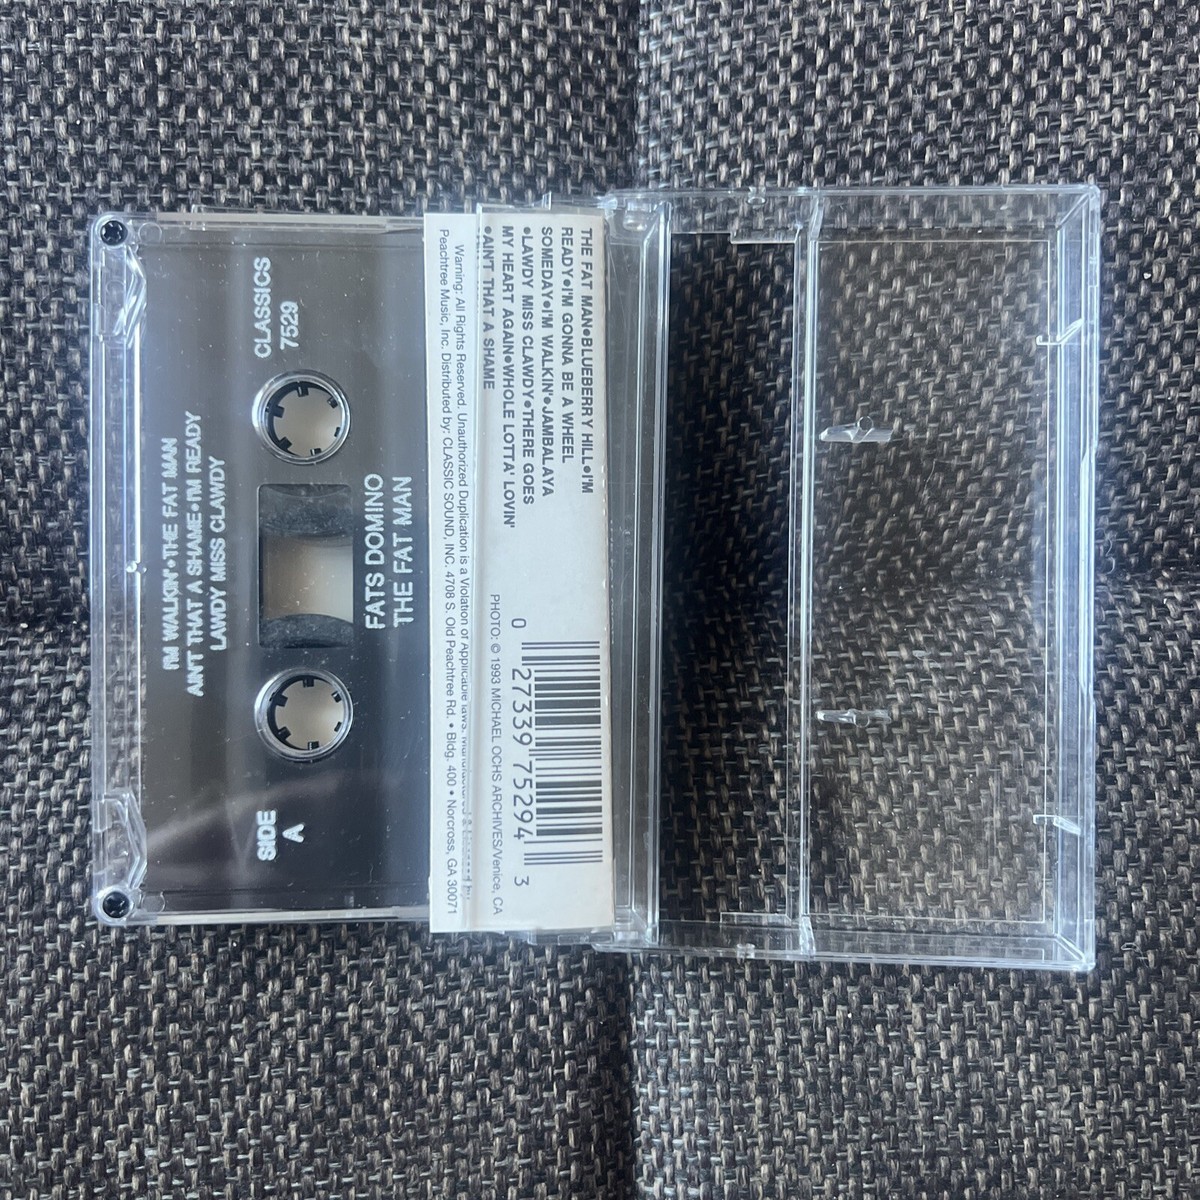 CLASSICS
7529
FATS DOMINO
THE FAT MAN
SIDE
A
I'M WALKIN'•THE FAT MAN
AIN'T THAT A SHAME•I'M READY
LAWDY MISS CLAWDY
THE FAT MAN•BLUEBERRY HILL•I'M
READY•I'M GONNA BE A WHEEL
SOMEDAY•I'M WALKIN'•JAMBALAYA
•LAWDY MISS CLAWDY•THERE GOES
MY HEART AGAIN•WHOLE LOTTA' LOVIN'
•AIN'T THAT A SHAME
0 27339 75294 3
PHOTO: © 1993 MICHAEL OCHS ARCHIVES/Venice, CA
Warning: All Rights Reserved. Unauthorized Duplication is a Violation of Applicable laws. Manufactured & Licensed by:
Peachtree Music, Inc. Distributed by: CLASSIC SOUND, INC. 4708 S. Old Peachtree Rd. • Bldg. 400 • Norcross, GA 30071